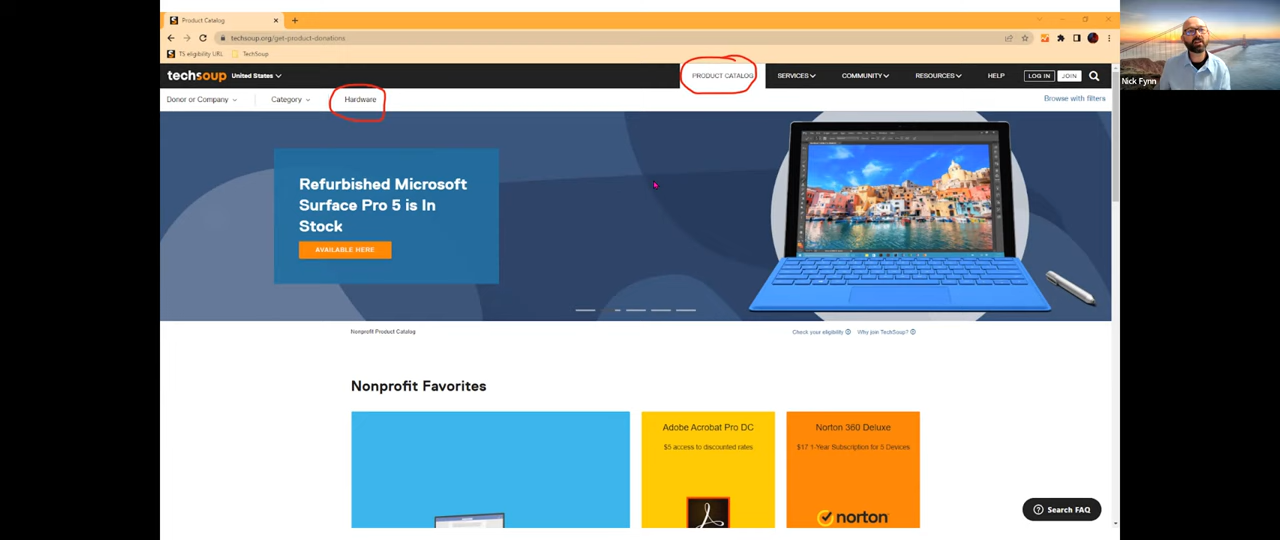 Product Catalog
techsoup.org/get-product-donations
TS eligibility URL TechSoup
techsoup United States PRODUCT CATALOG SERVICES COMMUNITY RESOURCES HELP LOG IN JOIN
Donor or Company Category Hardware Browse with filters
Nick Fynn
Refurbished Microsoft
Surface Pro 5 is In
Stock
AVAILABLE HERE
Nonprofit Product Catalog Check your eligibility Why join TechSoup?
Nonprofit Favorites
Adobe Acrobat Pro DC
$5 access to discounted rates
Norton 360 Deluxe
$17 1-Year Subscription for 5 Devices
norton
Search FAQ